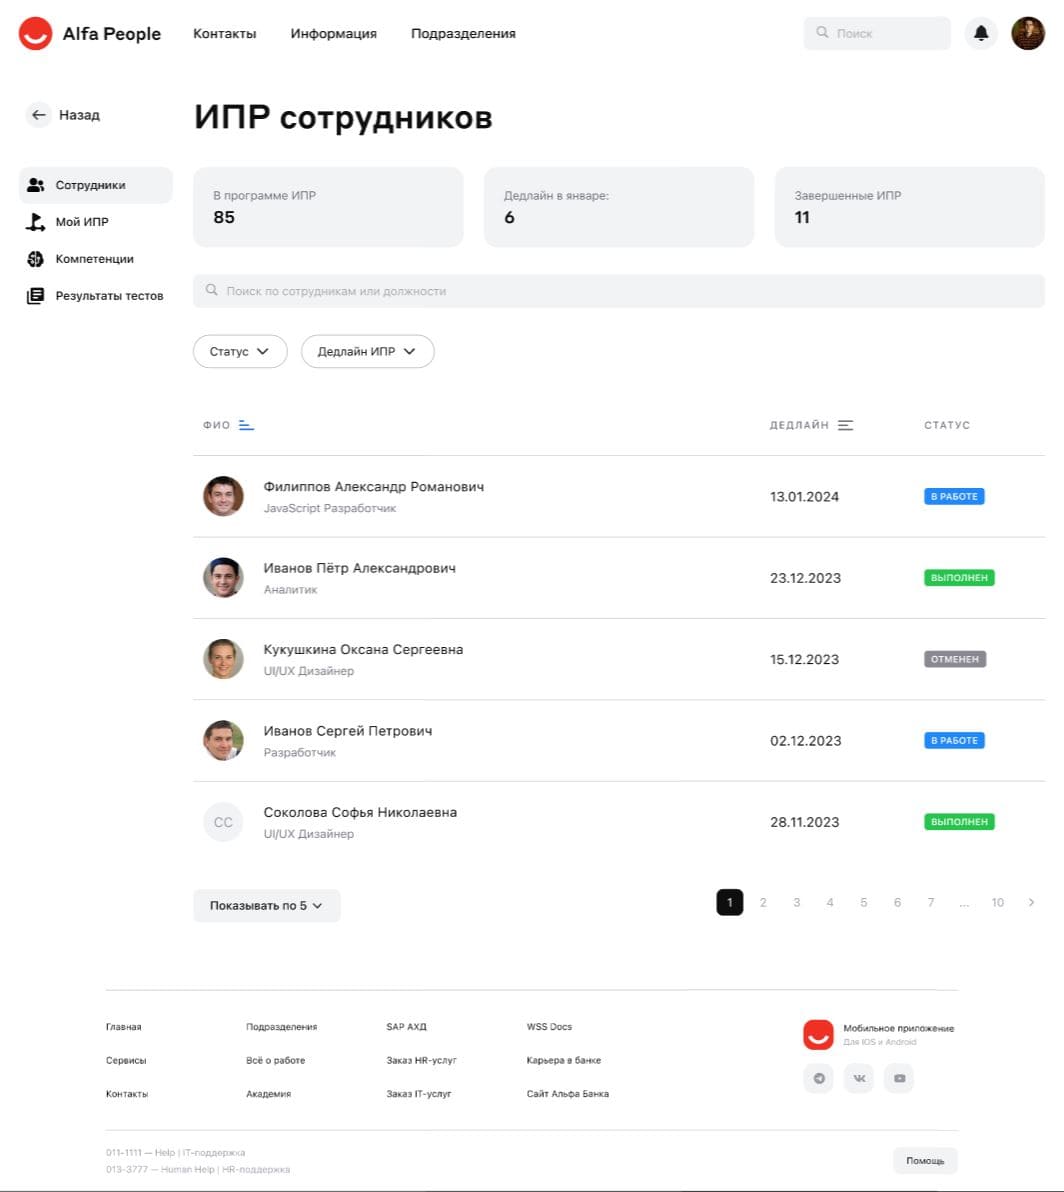 Alfa People Контакты Информация Подразделения Поиск
Назад
ИПР сотрудников
Сотрудники
Мой ИПР
Компетенции
Результаты тестов
В программе ИПР
85
Дедлайн в январе:
6
Завершенные ИПР
11
Поиск по сотрудникам или должности
Статус Дедлайн ИПР
ФИО ДЕДЛАЙН СТАТУС
Филиппов Александр Романович
JavaScript Разработчик
13.01.2024 В РАБОТЕ
Иванов Пётр Александрович
Аналитик
23.12.2023 ВЫПОЛНЕН
Кукушкина Оксана Сергеевна
UI/UX Дизайнер
15.12.2023 ОТМЕНЕН
Иванов Сергей Петрович
Разработчик
02.12.2023 В РАБОТЕ
СС
Соколова Софья Николаевна
UI/UX Дизайнер
28.11.2023 ВЫПОЛНЕН
Показывать по 5
1 2 3 4 5 6 7 ... 10
Главная Подразделения SAP АХД WSS Docs
Сервисы Всё о работе Заказ HR-услуг Карьера в банке
Контакты Академия Заказ IT-услуг Сайт Альфа Банка
Мобильное приложение
Для IOS и Android
011-1111 — Help | IT-поддержка
013-3777 — Human Help | HR-поддержка
Помощь